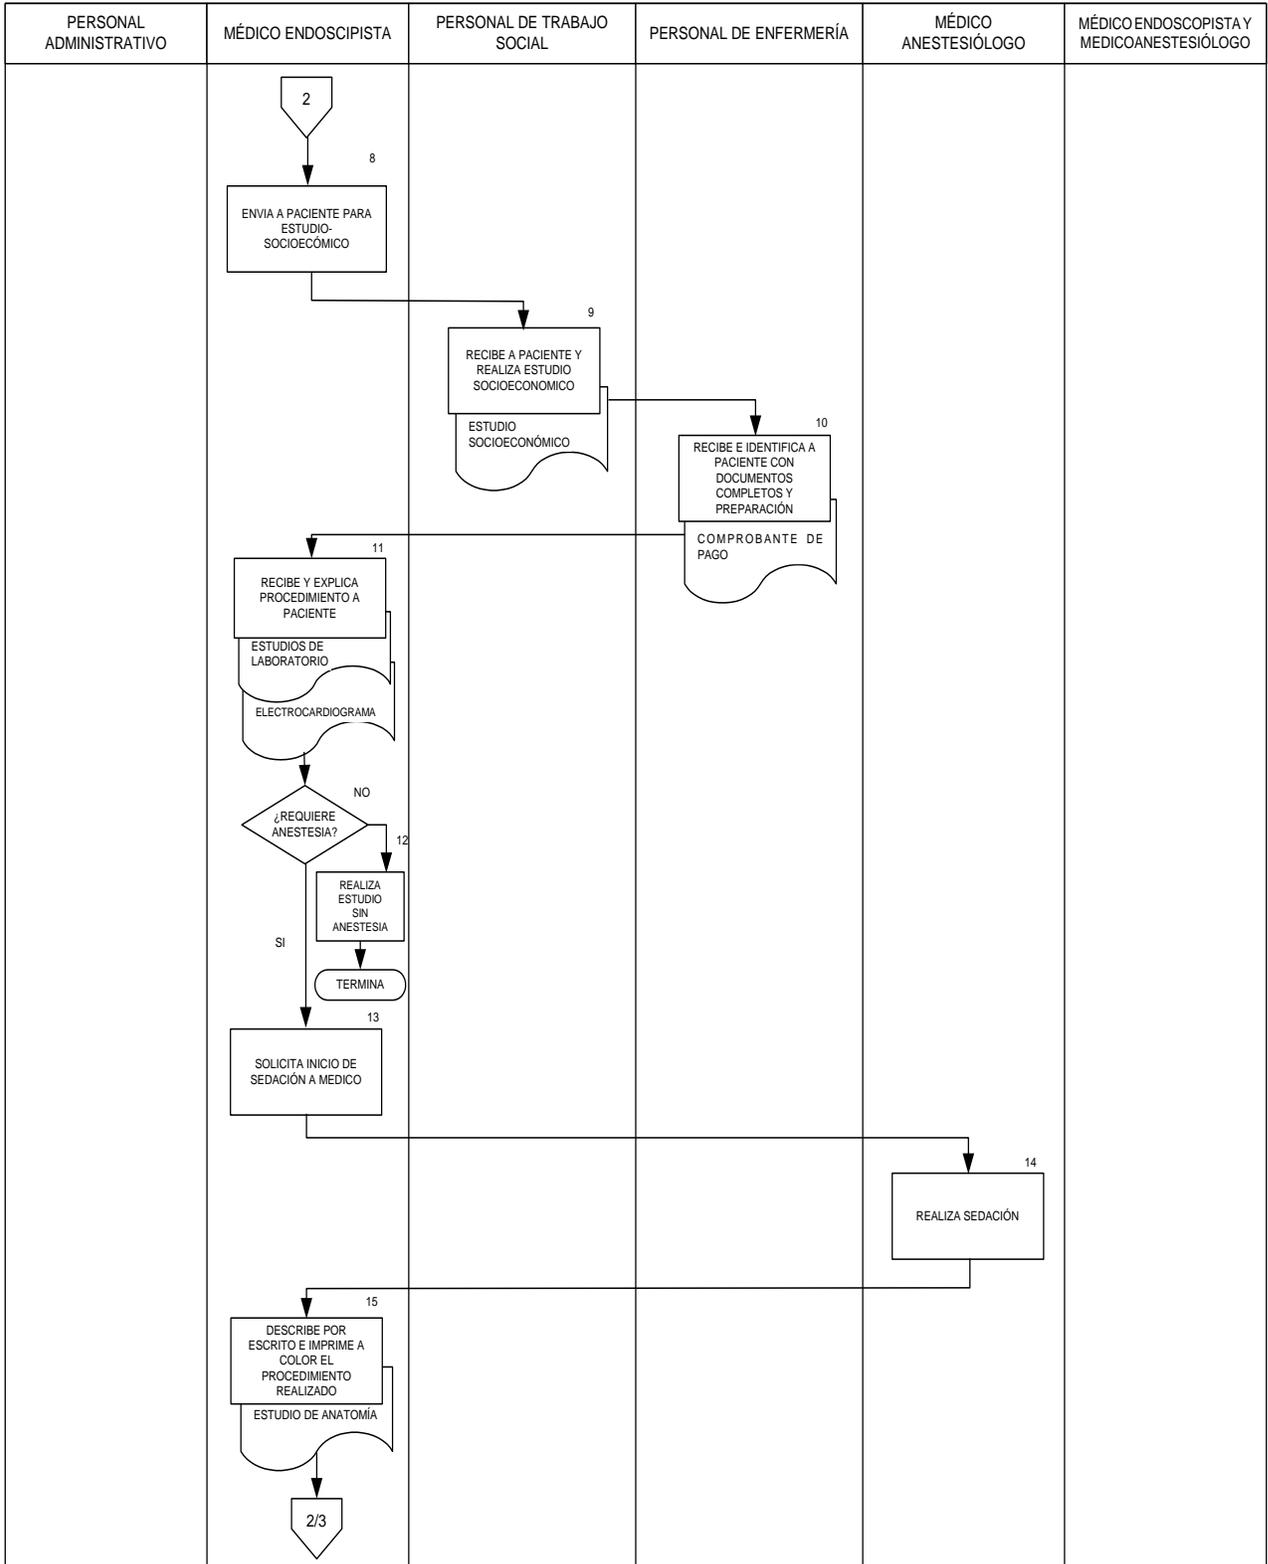 PERSONAL
ADMINISTRATIVO
MÉDICO ENDOSCIPISTA
PERSONAL DE TRABAJO
SOCIAL
PERSONAL DE ENFERMERÍA
MÉDICO
ANESTESIÓLOGO
MÉDICO ENDOSCOPISTA Y
MEDICOANESTESIÓLOGO
2
8
ENVIA A PACIENTE PARA
ESTUDIO-
SOCIOECÓMICO
9
RECIBE A PACIENTE Y
REALIZA ESTUDIO
SOCIOECONOMICO
ESTUDIO
SOCIOECONÓMICO
10
RECIBE E IDENTIFICA A
PACIENTE CON
DOCUMENTOS
COMPLETOS Y
PREPARACIÓN
COMPROBANTE DE
PAGO
11
RECIBE Y EXPLICA
PROCEDIMIENTO A
PACIENTE
ESTUDIOS DE
LABORATORIO
ELECTROCARDIOGRAMA
¿REQUIERE
ANESTESIA?
NO
12
REALIZA
ESTUDIO
SIN
ANESTESIA
SI
TERMINA
13
SOLICITA INICIO DE
SEDACIÓN A MEDICO
14
REALIZA SEDACIÓN
15
DESCRIBE POR
ESCRITO E IMPRIME A
COLOR EL
PROCEDIMIENTO
REALIZADO
ESTUDIO DE ANATOMÍA
2/3